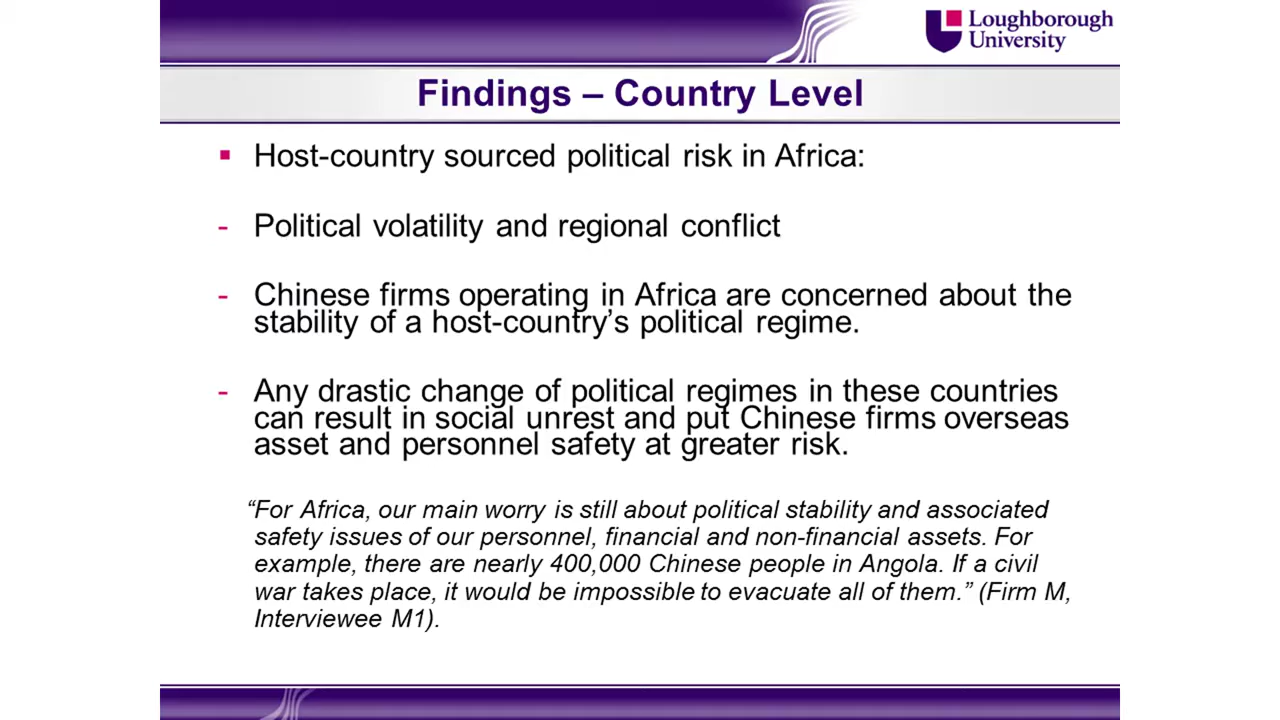 Loughborough
University
Findings – Country Level
▪ Host-country sourced political risk in Africa:
- Political volatility and regional conflict
- Chinese firms operating in Africa are concerned about the
stability of a host-country’s political regime.
- Any drastic change of political regimes in these countries
can result in social unrest and put Chinese firms overseas
asset and personnel safety at greater risk.
“For Africa, our main worry is still about political stability and associated
safety issues of our personnel, financial and non-financial assets. For
example, there are nearly 400,000 Chinese people in Angola. If a civil
war takes place, it would be impossible to evacuate all of them.” (Firm M,
Interviewee M1).